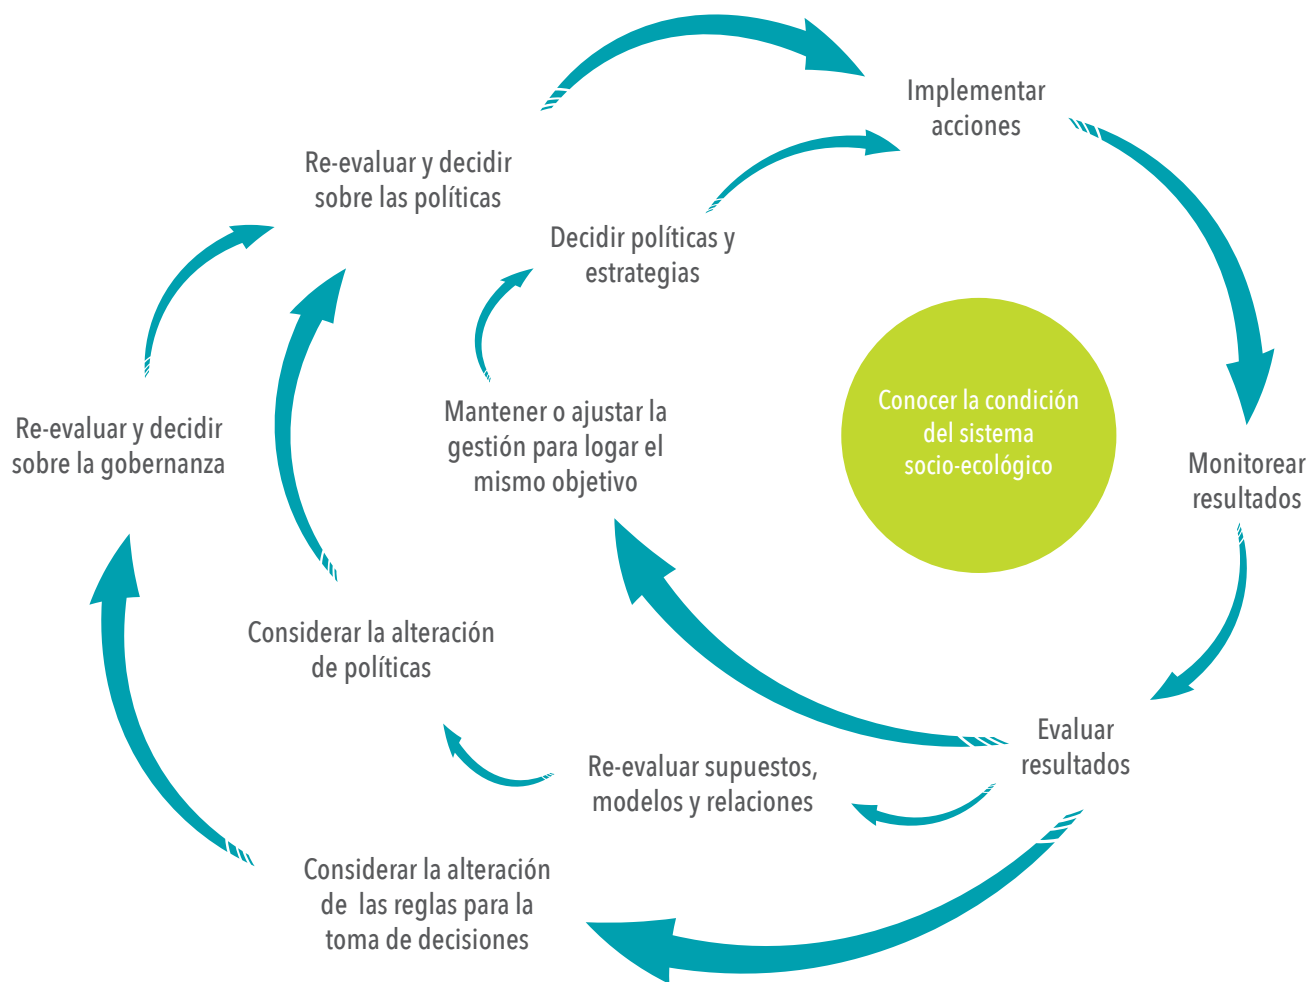 Implementar
acciones
Re-evaluar y decidir
sobre las políticas
Decidir políticas y
estrategias
Conocer la condición
del sistema
socio-ecológico
Mantener o ajustar la
gestión para logar el
mismo objetivo
Re-evaluar y decidir
sobre la gobernanza
Monitorear
resultados
Considerar la alteración
de políticas
Evaluar
resultados
Re-evaluar supuestos,
modelos y relaciones
Considerar la alteración
de las reglas para la
toma de decisiones